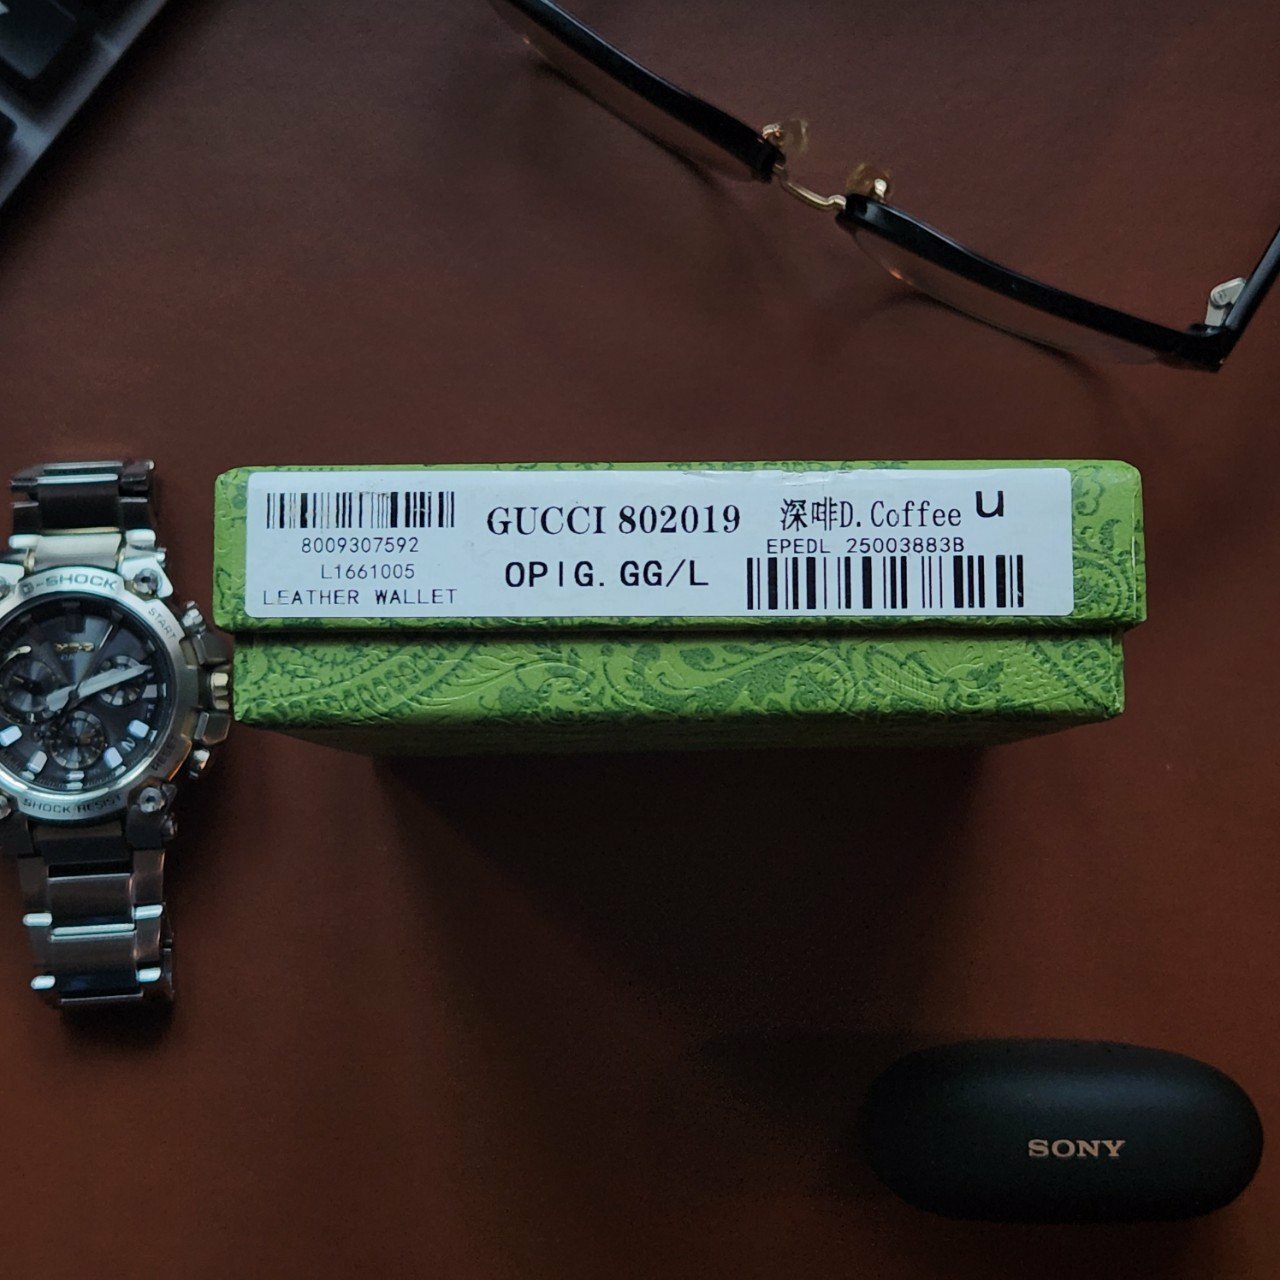 8009307592
L1661005
LEATHER WALLET
GUCCI 802019
OPIG. GG/L
深啡D.Coffee u
EPEDL 25003883B
G-SHOCK
START
SHOCK RESIST
SONY